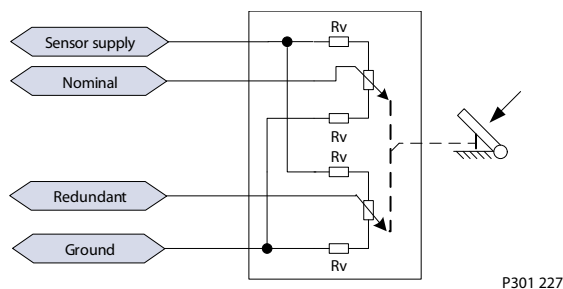 Rv
Sensor supply
Nominal
Rv
Rv
Redundant
Ground
Rv
P301 227